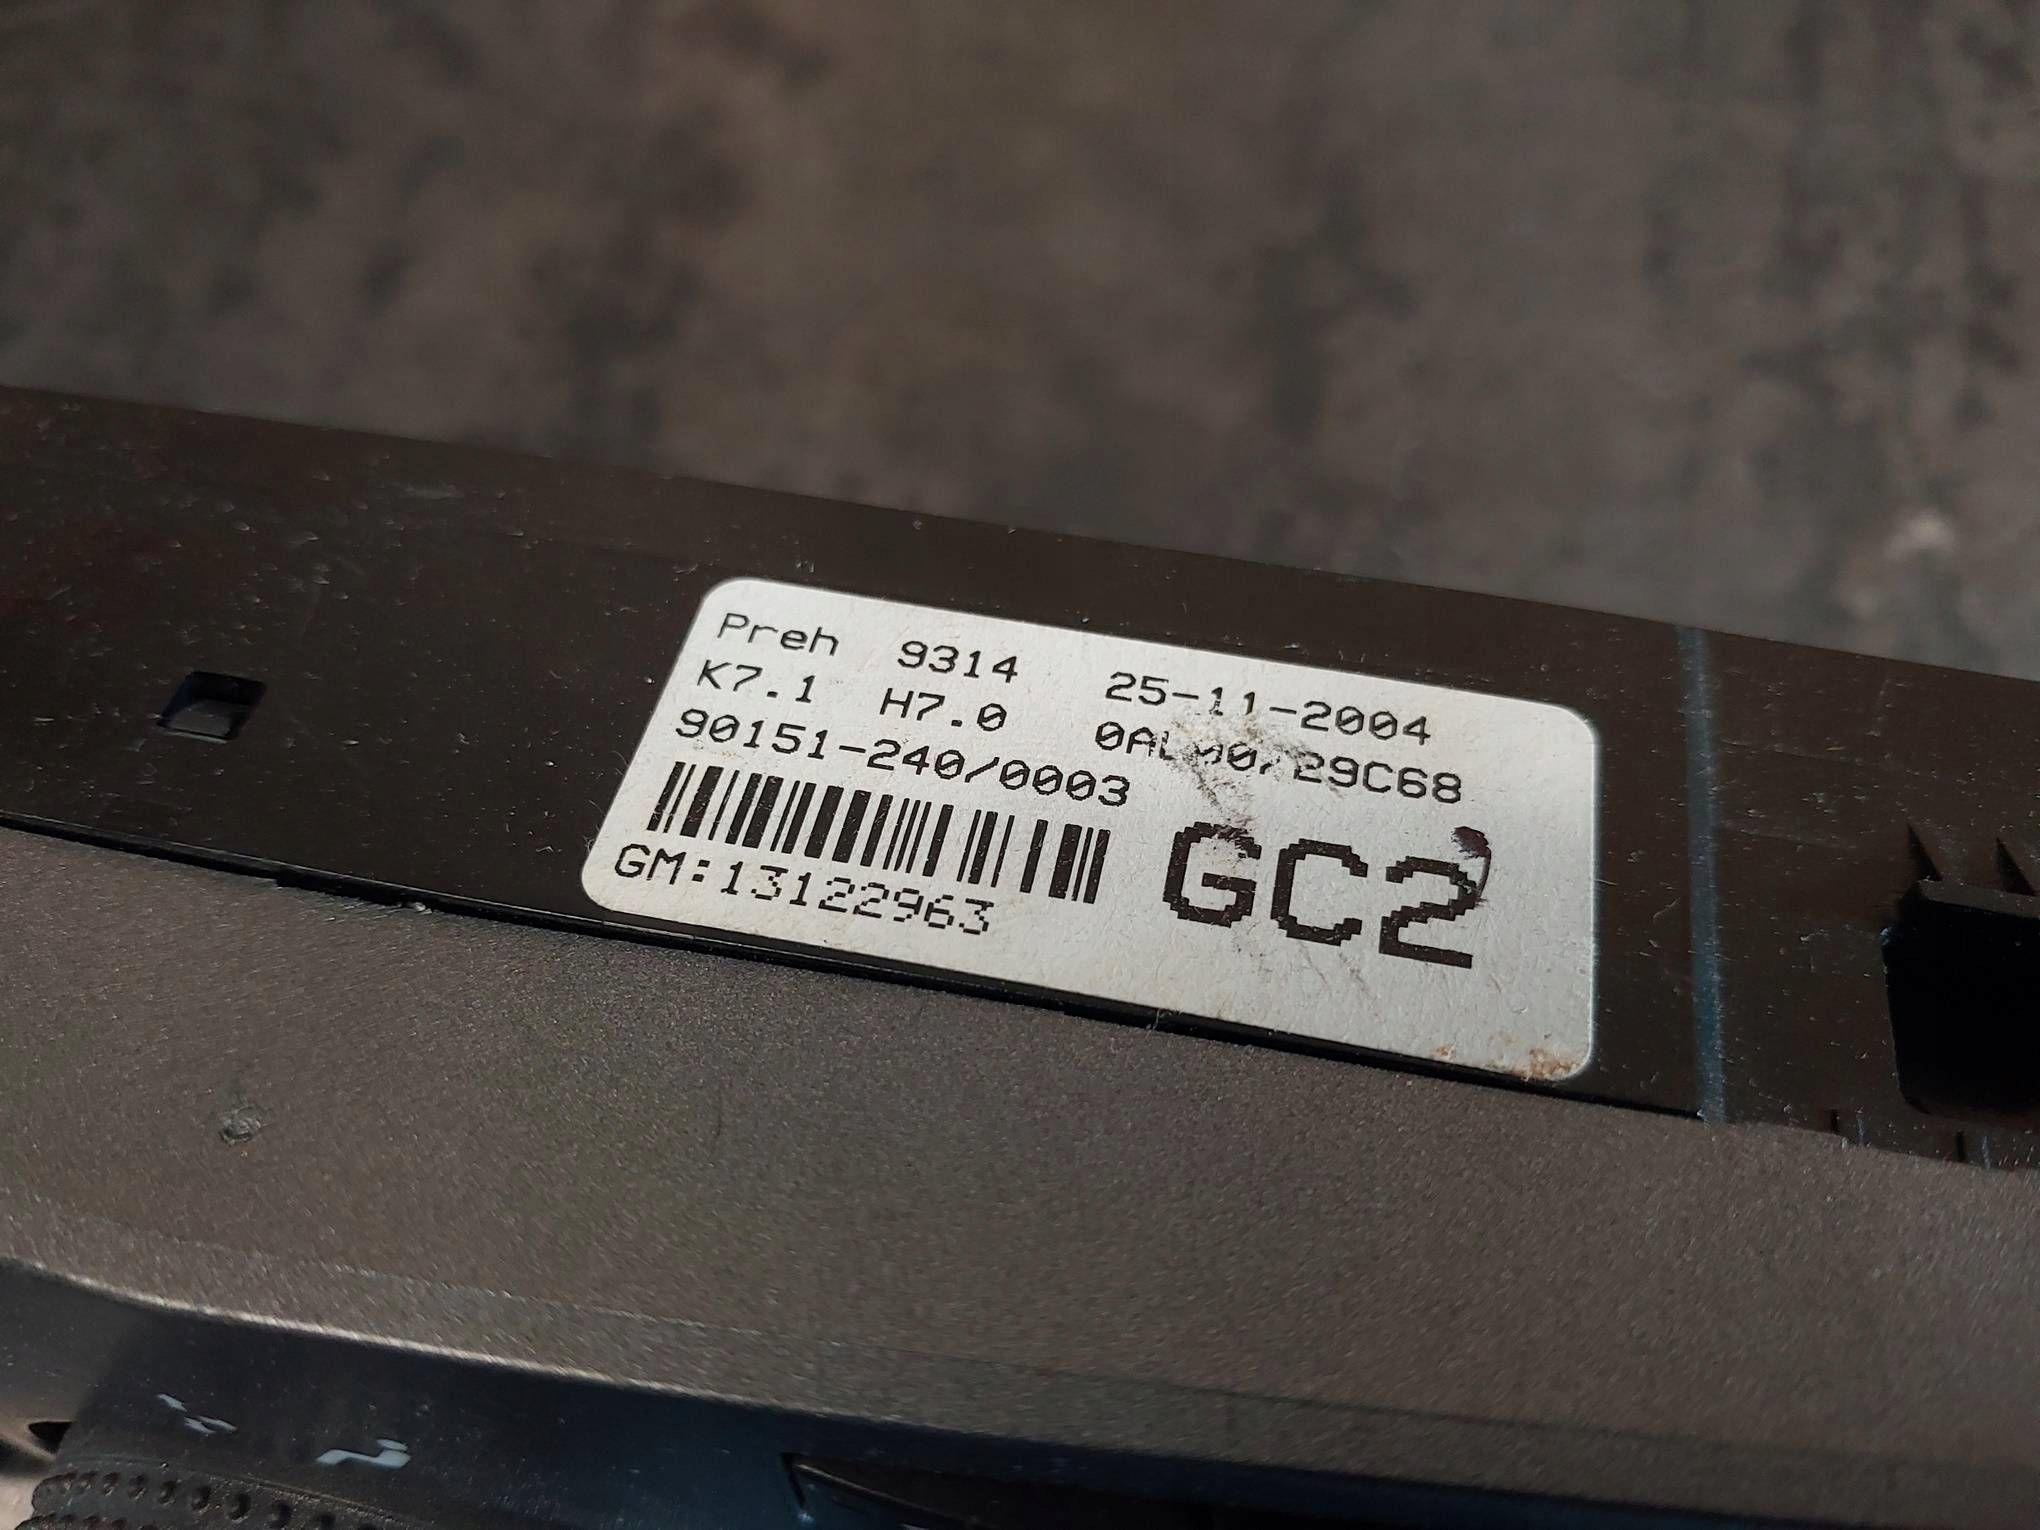 Preh 9314 25-11-2004
K7.1 H7.0
90151-240/0003
GC2
GM:13122963